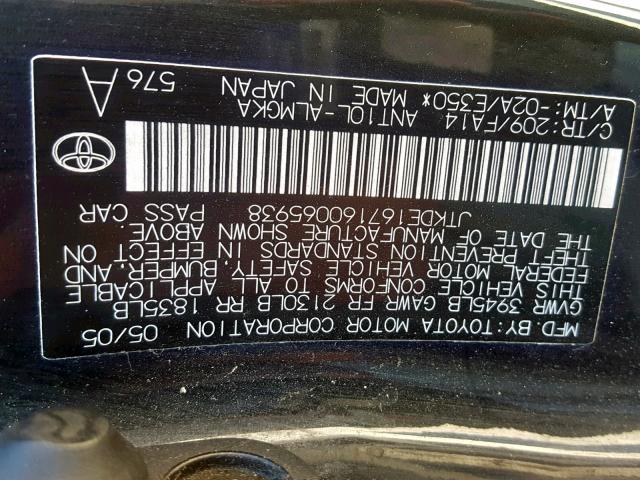 MFD. BY: TOYOTA MOTOR CORPORATION 05/05
GVWR 3945LB GAWR FR 2130LB RR 1835LB
THIS VEHICLE CONFORMS TO ALL APPLICABLE
FEDERAL MOTOR VEHICLE SAFETY, BUMPER, AND
THEFT PREVENTION STANDARDS IN EFFECT ON
THE DATE OF MANUFACTURE SHOWN ABOVE.
JTKDE167160065938 PASS CAR
ANT10L-ALMGKA
C/TR: 209/FA14 MADE IN JAPAN 576 A
A/TM: -02A/E350*